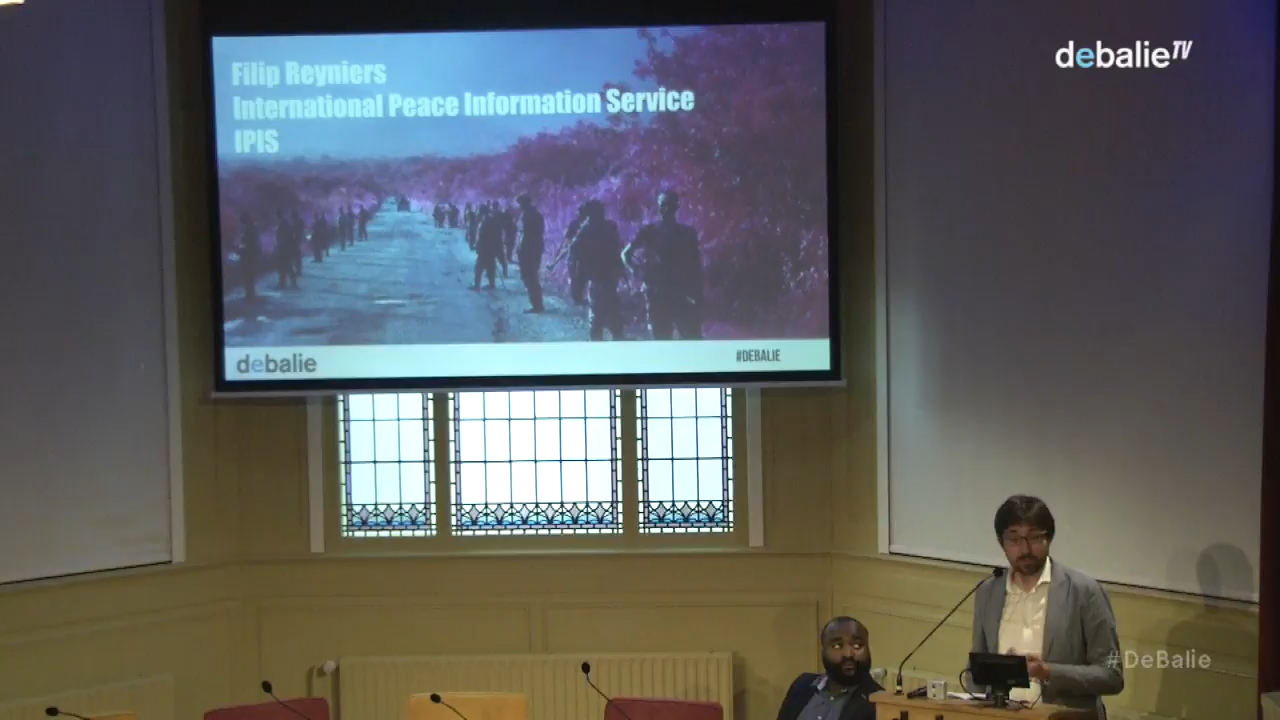 debalieTV
Filip Reyniers
International Peace Information Service
IPIS
debalie
#DEBALIE
#DeBalie